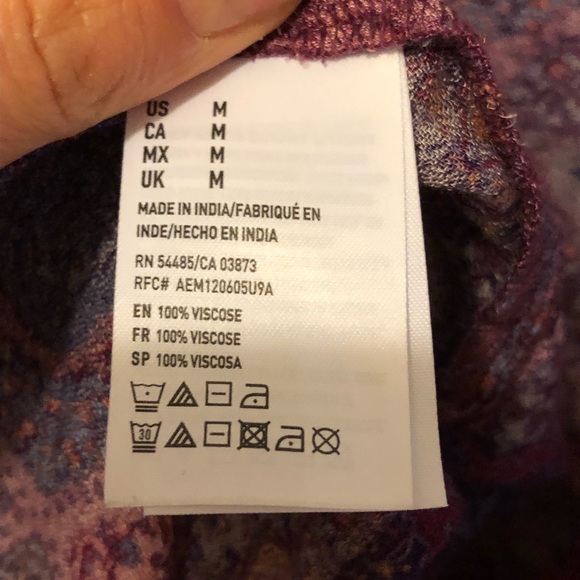 US M
CA M
MX M
UK M
MADE IN INDIA/FABRIQUÉ EN
INDE/HECHO EN INDIA
RN 54485/CA 03873
RFC# AEM120605U9A
EN 100% VISCOSE
FR 100% VISCOSE
SP 100% VISCOSA
30